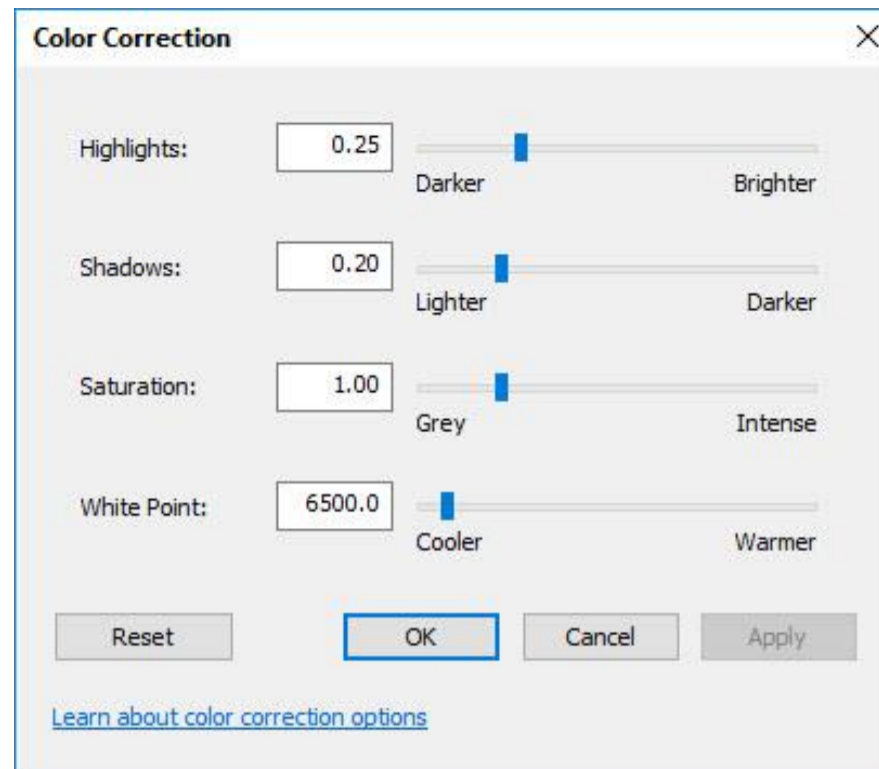 Color Correction
Highlights: 0.25
Darker Brighter
Shadows: 0.20
Lighter Darker
Saturation: 1.00
Grey Intense
White Point: 6500.0
Cooler Warmer
Reset OK Cancel Apply
Learn about color correction options